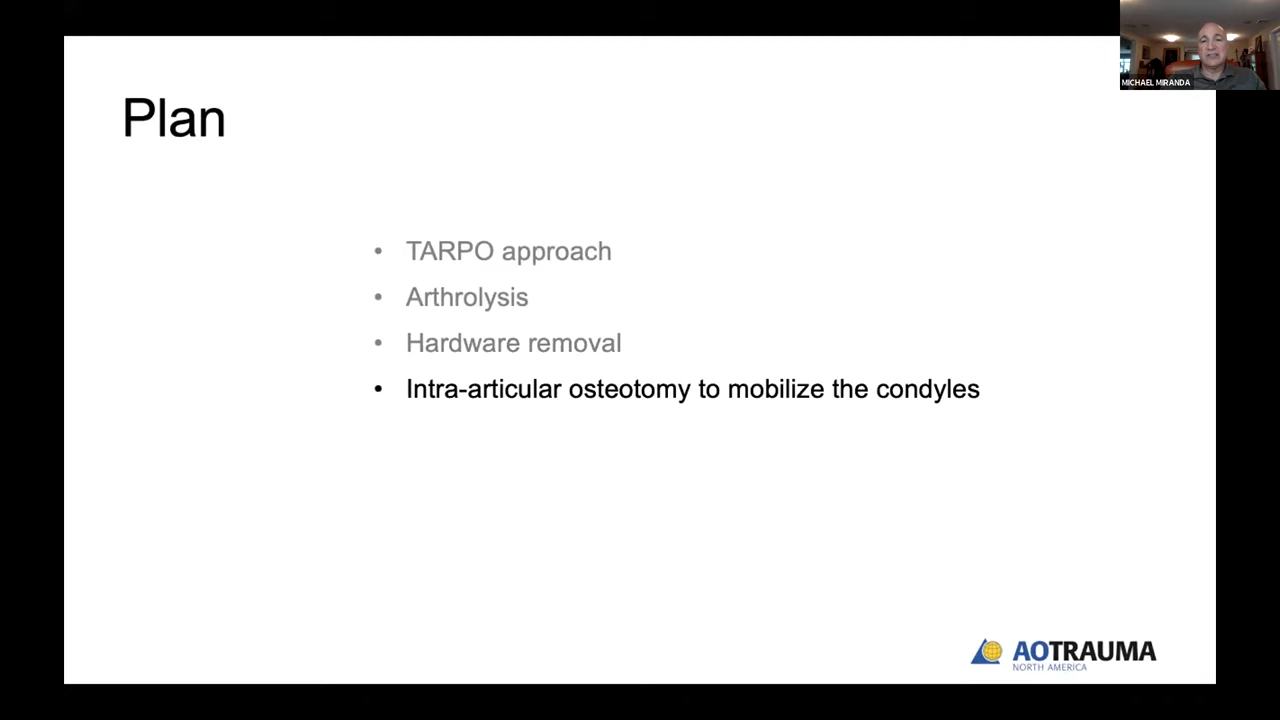 MICHAEL MIRANDA
Plan
• TARPO approach
• Arthrolysis
• Hardware removal
• Intra-articular osteotomy to mobilize the condyles
AOTRAUMA
NORTH AMERICA